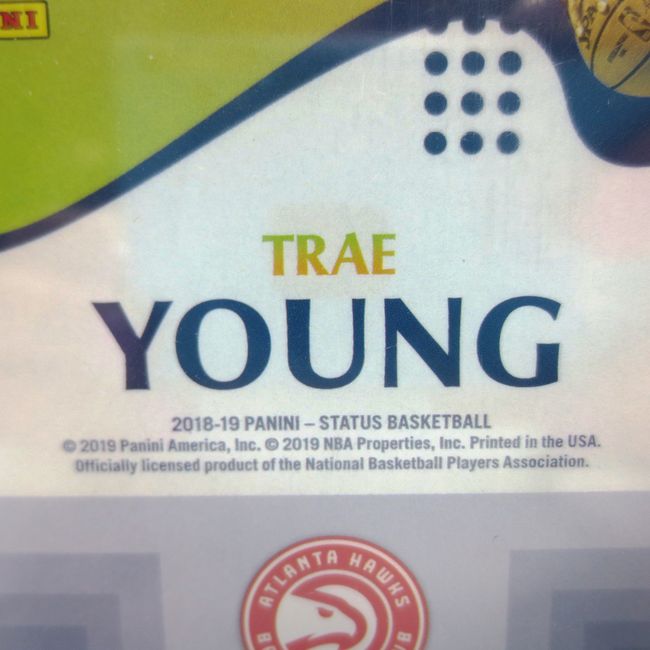 TRAE
YOUNG
2018-19 PANINI – STATUS BASKETBALL
© 2019 Panini America, Inc. © 2019 NBA Properties, Inc. Printed in the USA.
Officially licensed product of the National Basketball Players Association.
ATLANTA HAWKS